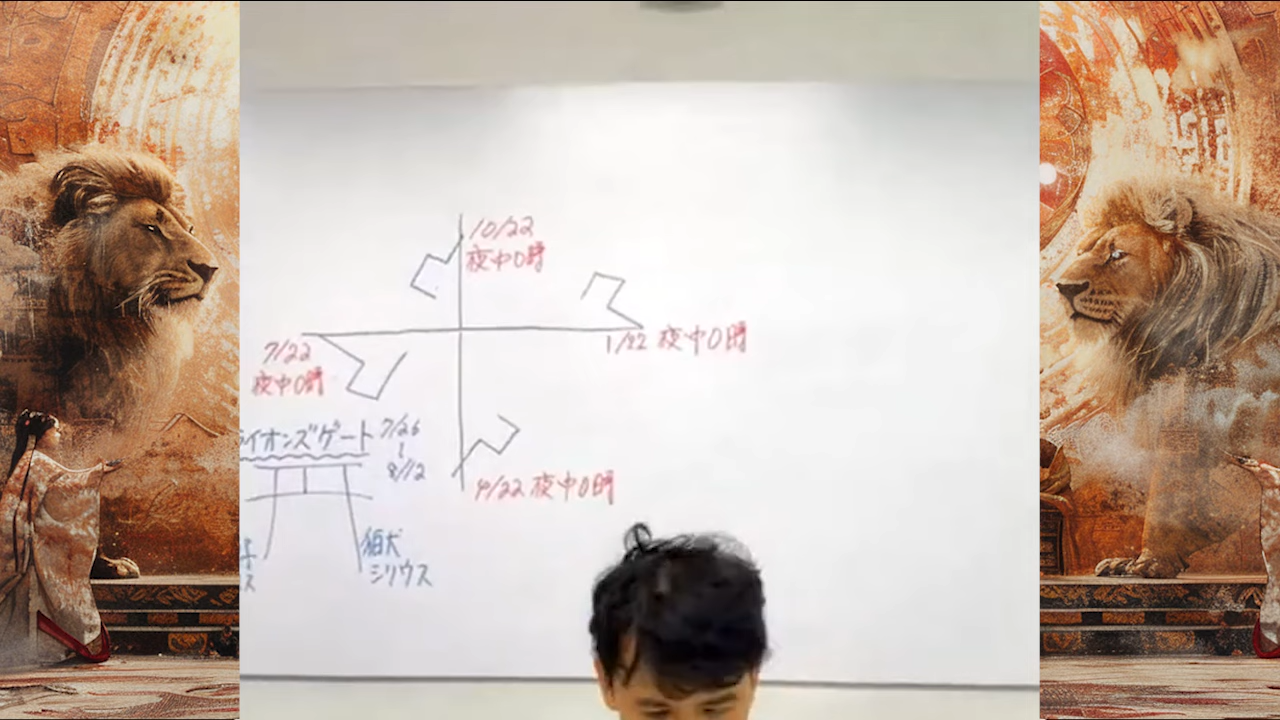 10/22
夜中0時
1/22 夜中0時
7/22
夜中0時
イオンズゲート 7/26
~
8/12
4/22 夜中0時
狛犬
シリウス